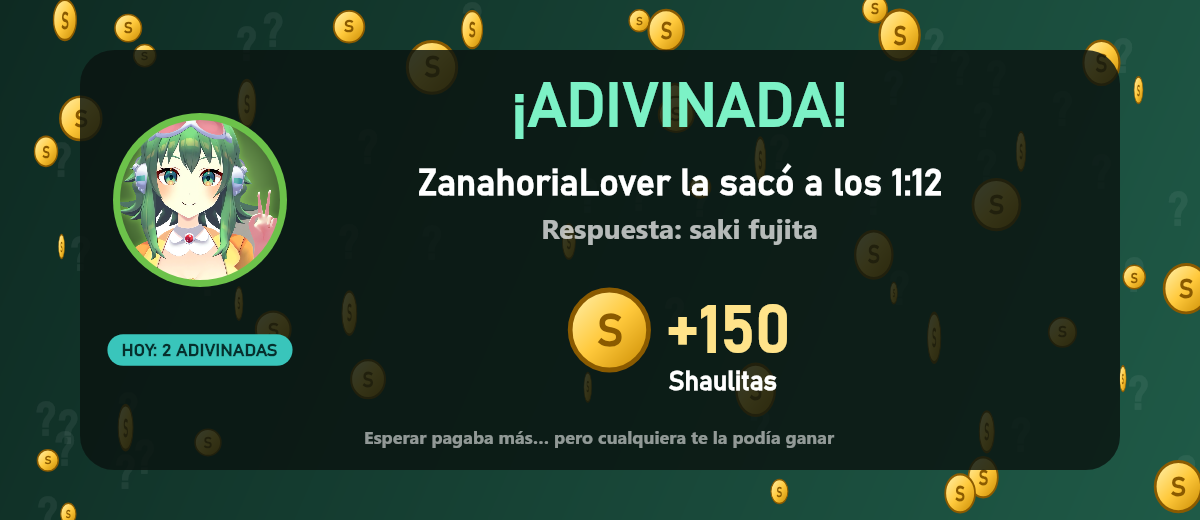 ¡ADIVINADA!
ZanahoriaLover la sacó a los 1:12
Respuesta: saki fujita
S +150
Shaulitas
HOY: 2 ADIVINADAS
Esperar pagaba más... pero cualquiera te la podía ganar